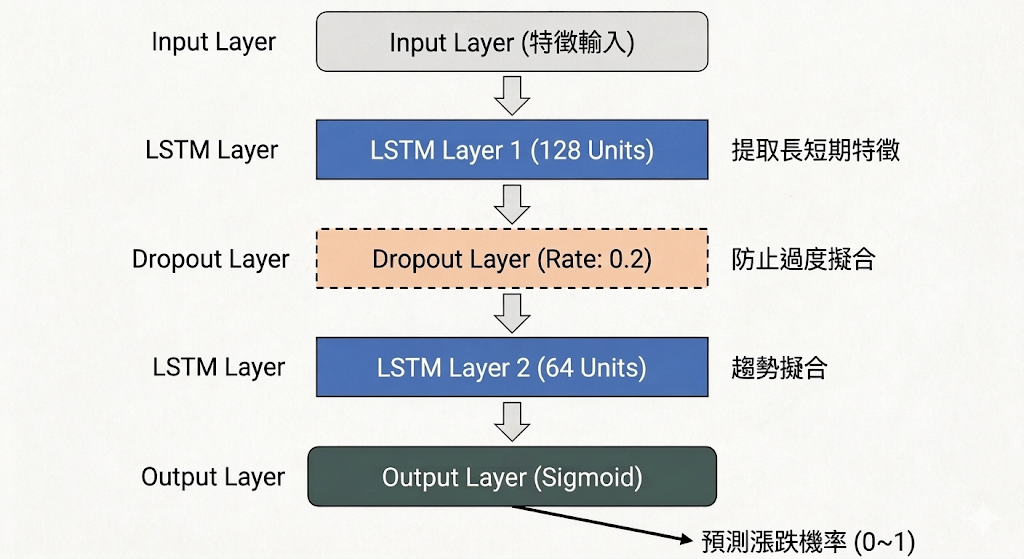 Input Layer
Input Layer (特徵輸入)
LSTM Layer
LSTM Layer 1 (128 Units)
提取長短期特徵
Dropout Layer
Dropout Layer (Rate: 0.2)
防止過度擬合
LSTM Layer
LSTM Layer 2 (64 Units)
趨勢擬合
Output Layer
Output Layer (Sigmoid)
預測漲跌機率 (0~1)